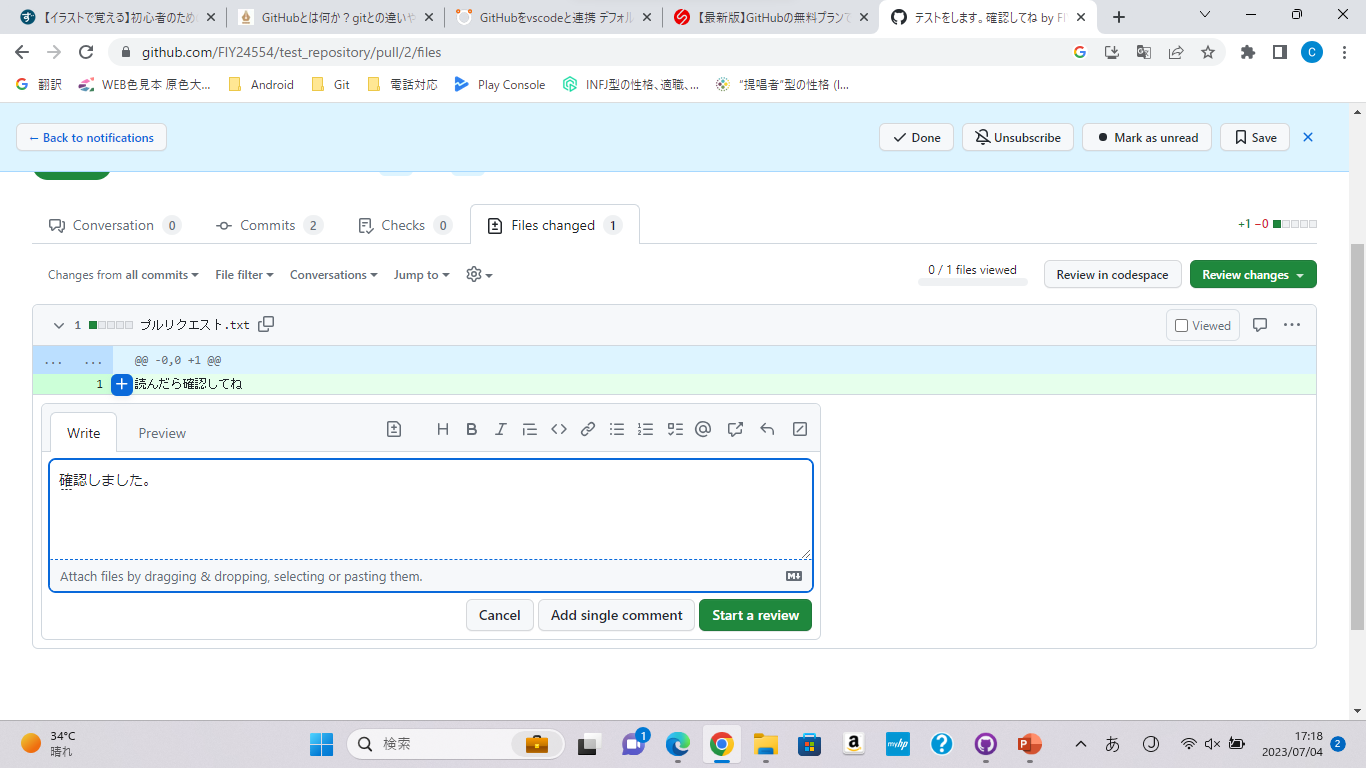 【イラストで覚える】初心者のため
GitHubとは何か？gitとの違いや
GitHubをvscodeと連携 デフォル
【最新版】GitHubの無料プランで
テストをします。確認してね by Fl
github.com/FIY24554/test_repository/pull/2/files
C
翻訳
WEB色見本 原色大...
Android
Git
電話対応
Play Console
INFJ型の性格、適職、...
"提唱者"型の性格 (I...
← Back to notifications
Done
Unsubscribe
Mark as unread
Save
Conversation 0
Commits 2
Checks 0
Files changed 1
+1 −0
Changes from all commits
File filter
Conversations
Jump to
0 / 1 files viewed
Review in codespace
Review changes
1 プルリクエスト.txt
Viewed
... ... @@ -0,0 +1 @@
1 + 読んだら確認してね
Write
Preview
確認しました。
Attach files by dragging & dropping, selecting or pasting them.
Cancel
Add single comment
Start a review
34°C
晴れ
検索
1
あ
17:18
2023/07/04
2